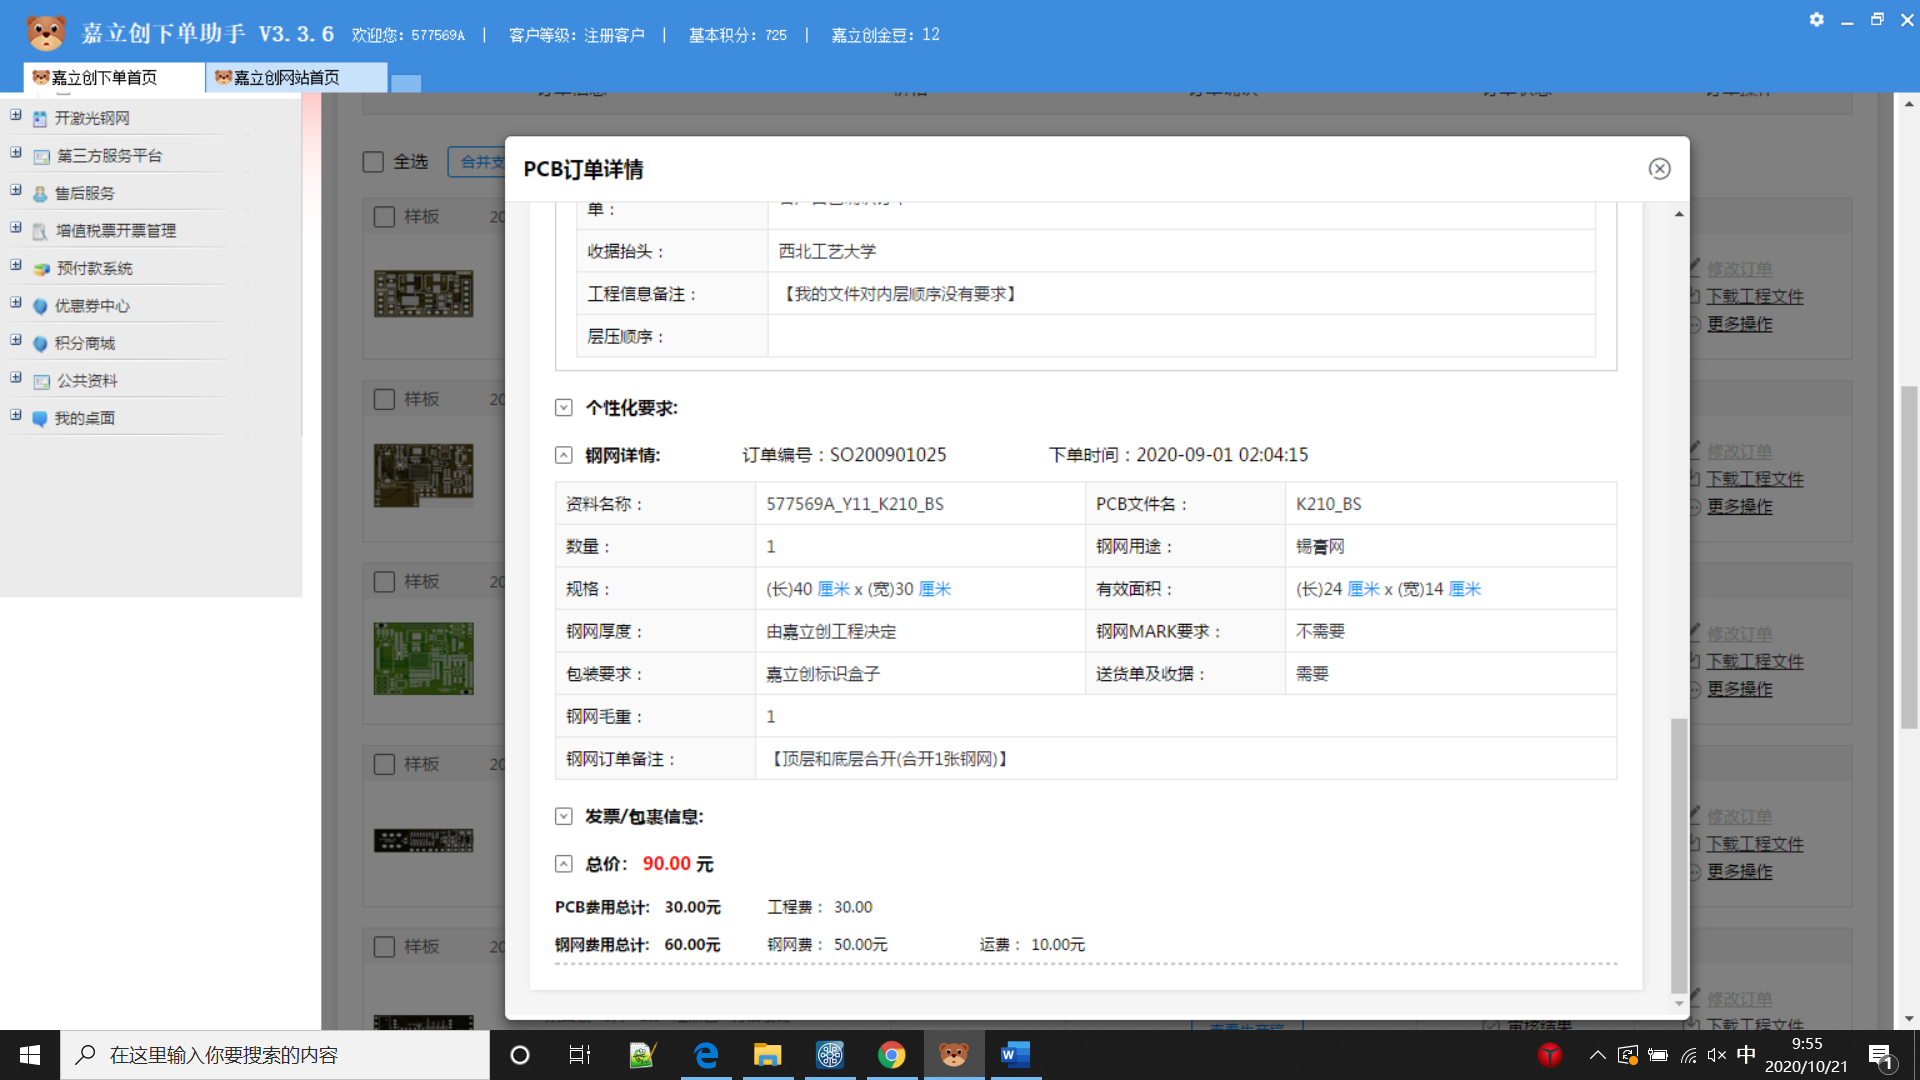 嘉立创下单助手 V3.3.6 欢迎您：577569A | 客户等级：注册客户 | 基本积分：725 | 嘉立创金豆：12
嘉立创下单首页 嘉立创网站首页
开激光钢网
第三方服务平台
售后服务
增值税票开票管理
预付款系统
优惠券中心
积分商城
公共资料
我的桌面
全选 合并支
样板 20
修改订单
下载工程文件
更多操作
样板 20
修改订单
下载工程文件
更多操作
样板 20
修改订单
下载工程文件
更多操作
样板 20
修改订单
下载工程文件
更多操作
样板 20
修改订单
下载工程文件
PCB订单详情
单：
收据抬头： 西北工艺大学
工程信息备注： 【我的文件对内层顺序没有要求】
层压顺序：
个性化要求:
钢网详情: 订单编号：SO200901025 下单时间：2020-09-01 02:04:15
资料名称： 577569A_Y11_K210_BS PCB文件名： K210_BS
数量： 1 钢网用途： 锡膏网
规格： (长)40 厘米 x (宽)30 厘米 有效面积： (长)24 厘米 x (宽)14 厘米
钢网厚度： 由嘉立创工程决定 钢网MARK要求： 不需要
包装要求： 嘉立创标识盒子 送货单及收据： 需要
钢网毛重： 1
钢网订单备注： 【顶层和底层合开(合开1张钢网)】
发票/包裹信息:
总价： 90.00 元
PCB费用总计: 30.00元 工程费： 30.00
钢网费用总计: 60.00元 钢网费： 50.00元 运费： 10.00元
在这里输入你要搜索的内容
中
9:55
2020/10/21
1